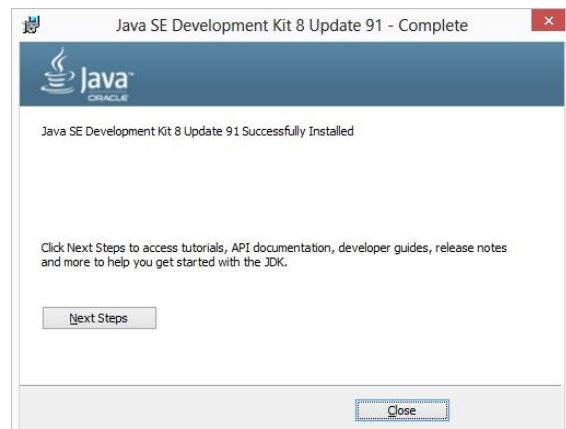 Java SE Development Kit 8 Update 91 - Complete
Java™
ORACLE
Java SE Development Kit 8 Update 91 Successfully Installed
Click Next Steps to access tutorials, API documentation, developer guides, release notes
and more to help you get started with the JDK.
Next Steps
Close